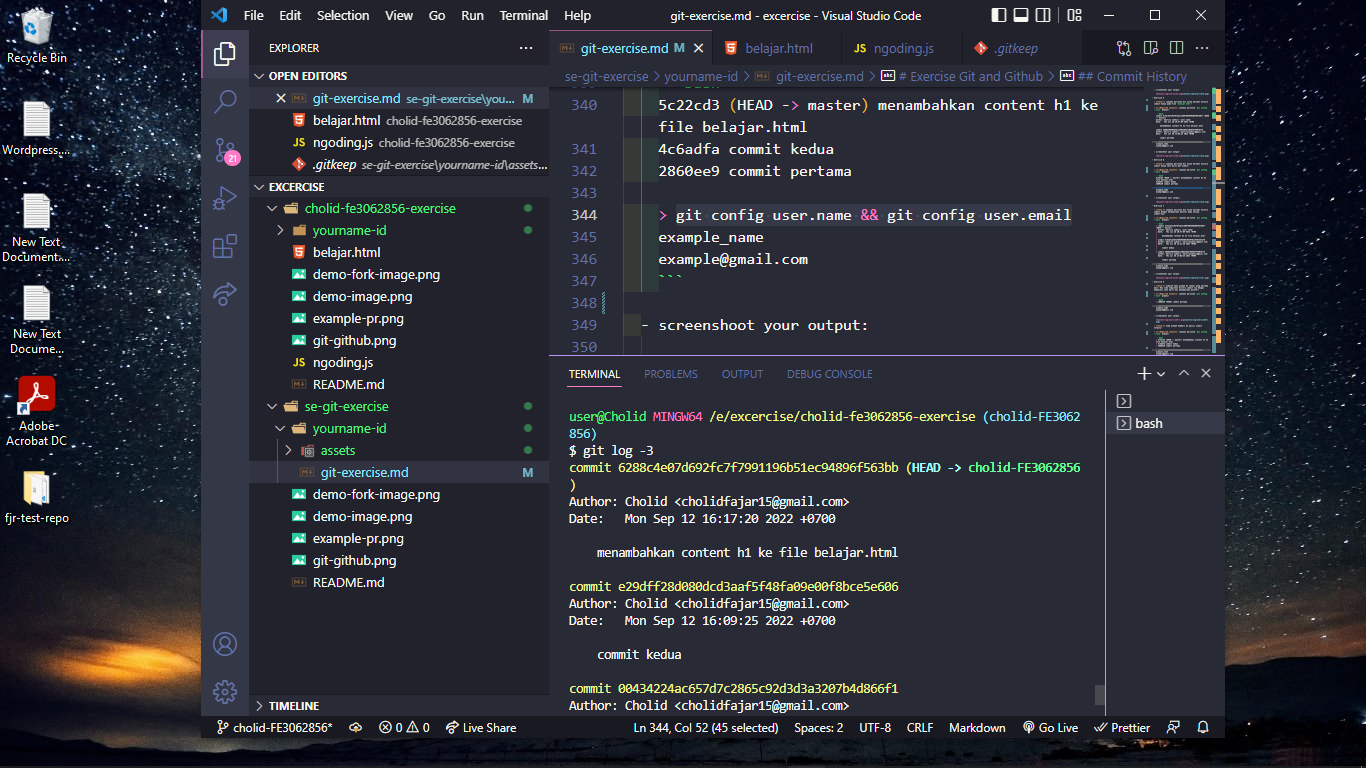 Recycle Bin
Wordpress,...
New Text
Document...
New Text
Docume...
Adobe
Acrobat DC
fjr-test-repo
File Edit Selection View Go Run Terminal Help
git-exercise.md - excercise - Visual Studio Code
EXPLORER
OPEN EDITORS
git-exercise.md se-git-exercise\you... M
belajar.html cholid-fe3062856-exercise
JS ngoding.js cholid-fe3062856-exercise
.gitkeep se-git-exercise\yourname-id\assets...
21
EXCERCISE
cholid-fe3062856-exercise
yourname-id
belajar.html
demo-fork-image.png
demo-image.png
example-pr.png
git-github.png
JS ngoding.js
README.md
se-git-exercise
yourname-id
assets
git-exercise.md M
demo-fork-image.png
demo-image.png
example-pr.png
git-github.png
README.md
TIMELINE
git-exercise.md M
belajar.html
JS ngoding.js
.gitkeep
se-git-exercise > yourname-id > git-exercise.md > # Exercise Git and Github > ## Commit History
340 5c22cd3 (HEAD -> master) menambahkan content h1 ke
file belajar.html
341 4c6adfa commit kedua
342 2860ee9 commit pertama
343
344 > git config user.name && git config user.email
345 example_name
346 example@gmail.com
347 ```
348
349 - screenshoot your output:
350
TERMINAL PROBLEMS OUTPUT DEBUG CONSOLE
user@Cholid MINGW64 /e/excercise/cholid-fe3062856-exercise (cholid-FE3062
856)
$ git log -3
commit 6288c4e07d692fc7f7991196b51ec94896f563bb (HEAD -> cholid-FE3062856
)
Author: Cholid <cholidfajar15@gmail.com>
Date: Mon Sep 12 16:17:20 2022 +0700
menambahkan content h1 ke file belajar.html
commit e29dff28d080dcd3aaf5f48fa09e00f8bce5e606
Author: Cholid <cholidfajar15@gmail.com>
Date: Mon Sep 12 16:09:25 2022 +0700
commit kedua
commit 00434224ac657d7c2865c92d3d3a3207b4d866f1
Author: Cholid <cholidfajar15@gmail.com>
bash
cholid-FE3062856* 0 0 Live Share
Ln 344, Col 52 (45 selected) Spaces: 2 UTF-8 CRLF Markdown Go Live Prettier